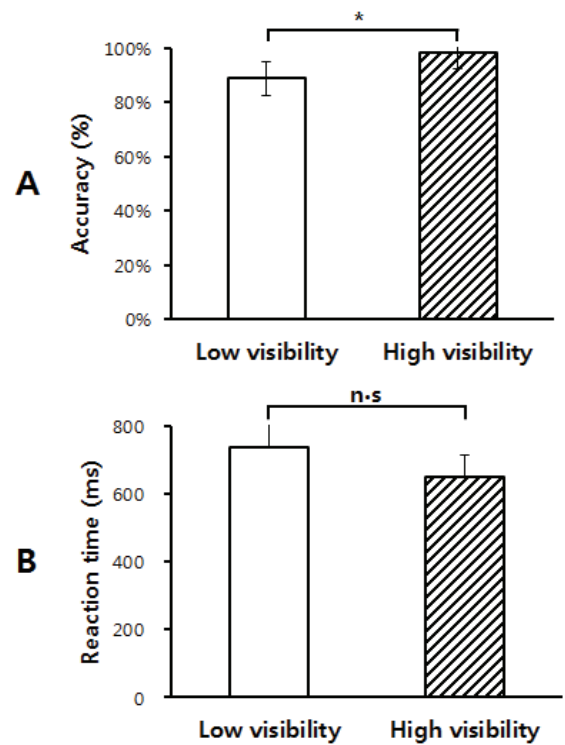 *
100%
80%
60%
40%
20%
0%
Accuracy (%)
A
Low visibility
High visibility
n·s
800
600
400
200
0
Reaction time (ms)
B
Low visibility
High visibility